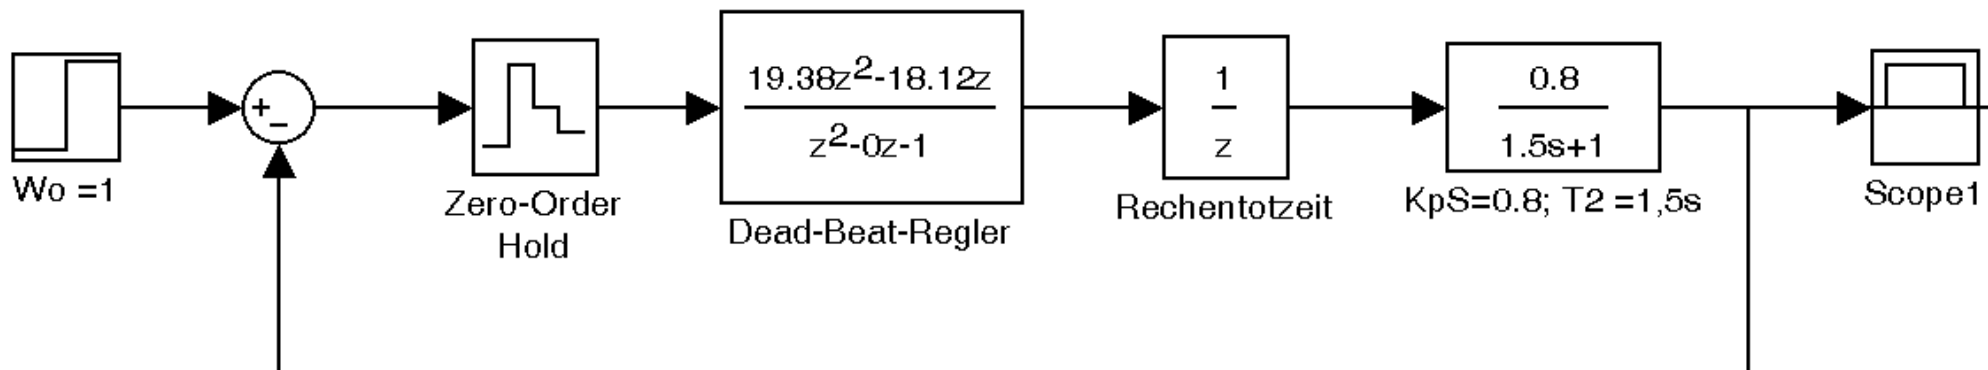 Wo =1
+
−
Zero-Order
Hold
19.38z²-18.12z
z²-0z-1
Dead-Beat-Regler
1
z
Rechentotzeit
0.8
1.5s+1
KpS=0.8; T2 =1,5s
Scope1